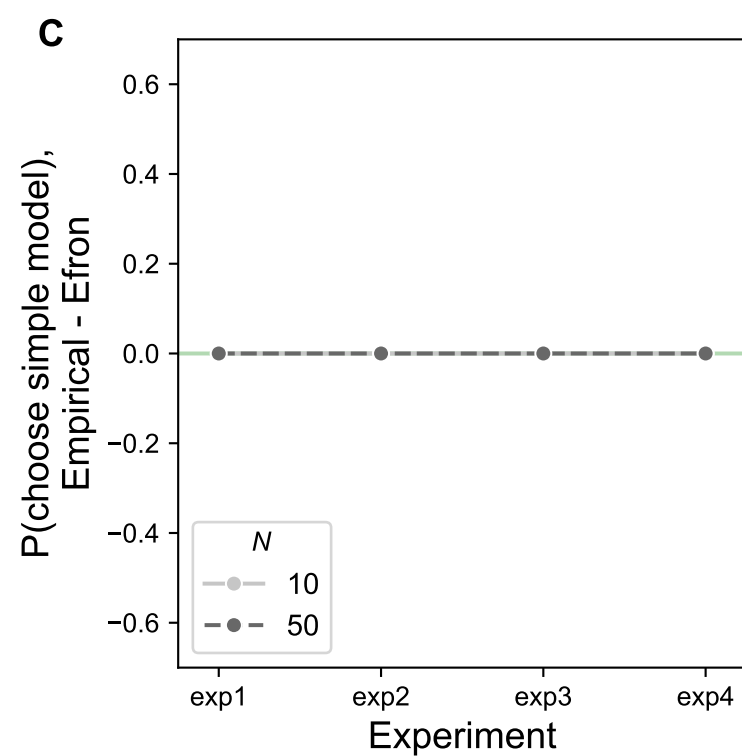 C
P(choose simple model),
Empirical - Efron
0.6
0.4
0.2
0.0
−0.2
−0.4
−0.6
N
10
50
exp1 exp2 exp3 exp4
Experiment